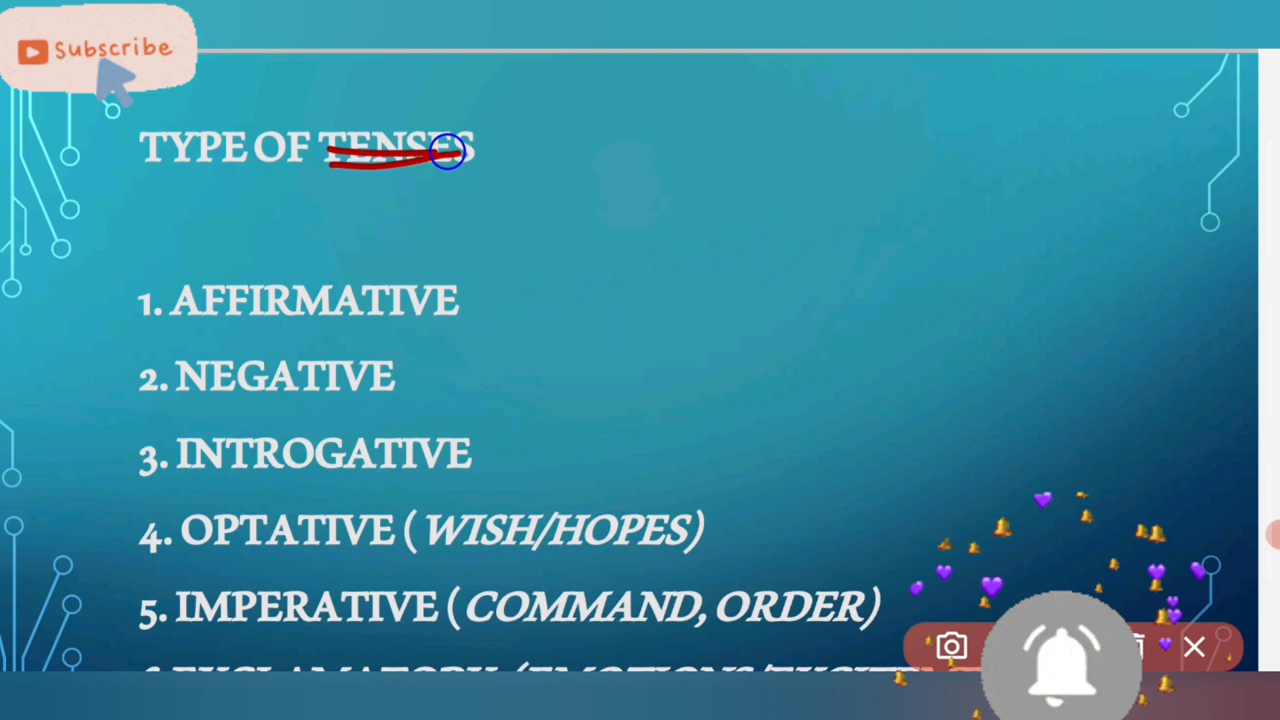 Subscribe
TYPE OF TENSES
1. AFFIRMATIVE
2. NEGATIVE
3. INTROGATIVE
4. OPTATIVE ( WISH/HOPES)
5. IMPERATIVE ( COMMAND, ORDER)